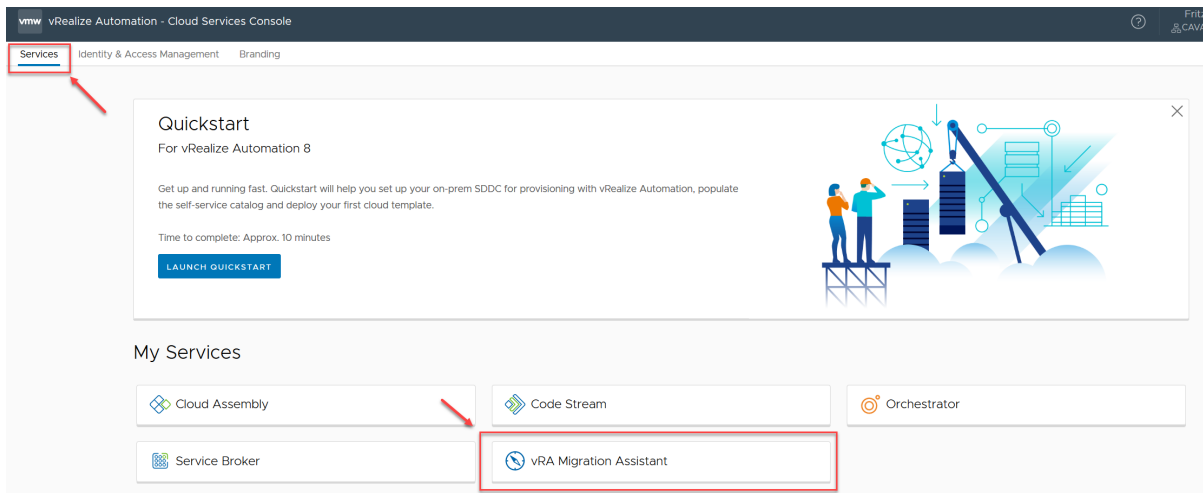 vmw vRealize Automation - Cloud Services Console
Fritz
CAVA
Services Identity & Access Management Branding
Quickstart
For vRealize Automation 8
Get up and running fast. Quickstart will help you set up your on-prem SDDC for provisioning with vRealize Automation, populate
the self-service catalog and deploy your first cloud template.
Time to complete: Approx. 10 minutes
LAUNCH QUICKSTART
My Services
Cloud Assembly
Code Stream
Orchestrator
Service Broker
vRA Migration Assistant